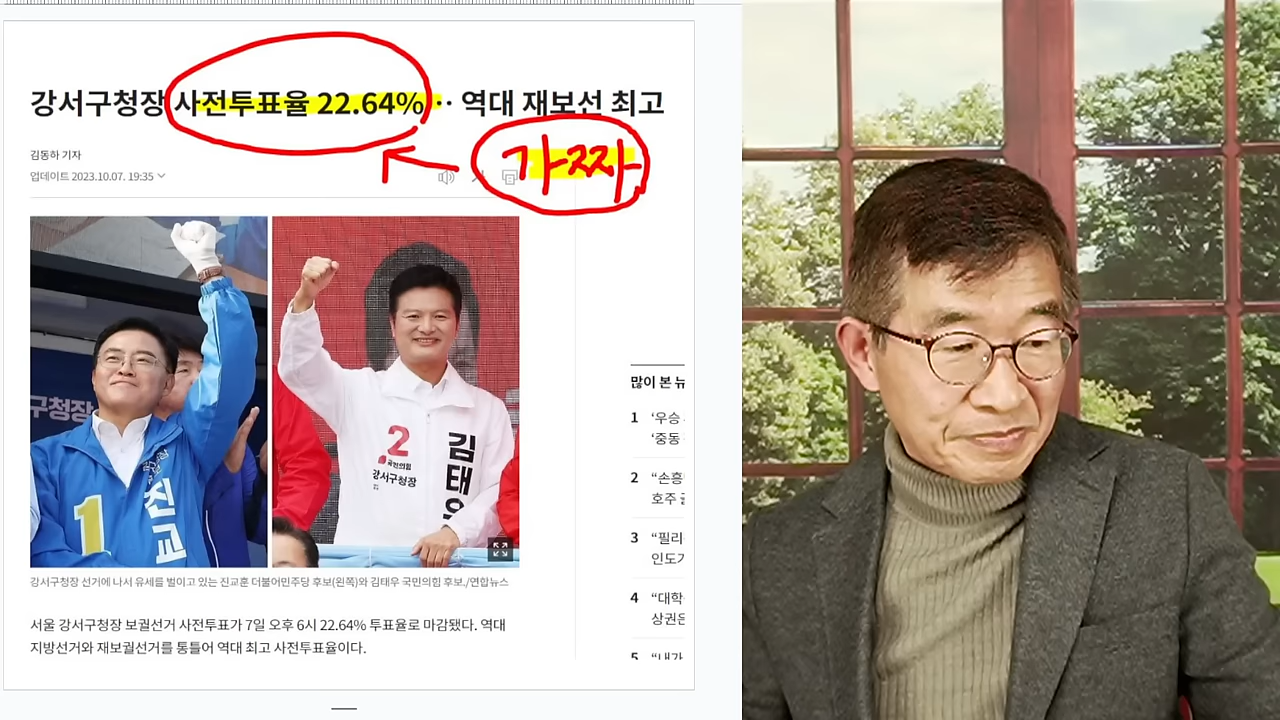 강서구청장 사전투표율 22.64%‥ 역대 재보선 최고
가짜
김동하 기자
업데이트 2023.10.07. 19:35
구청장
1
진교
2
국민의힘
강서구청장
김태우
강서구청장 선거에 나서 유세를 벌이고 있는 진교훈 더불어민주당 후보(왼쪽)와 김태우 국민의힘 후보./연합뉴스
서울 강서구청장 보궐선거 사전투표가 7일 오후 6시 22.64% 투표율로 마감됐다. 역대
지방선거와 재보궐선거를 통틀어 역대 최고 사전투표율이다.
많이 본 뉴
1 ‘우승
‘중동
2 “손흥
호주
3 “필리
인도
4 “대학
상권은
5 “내가